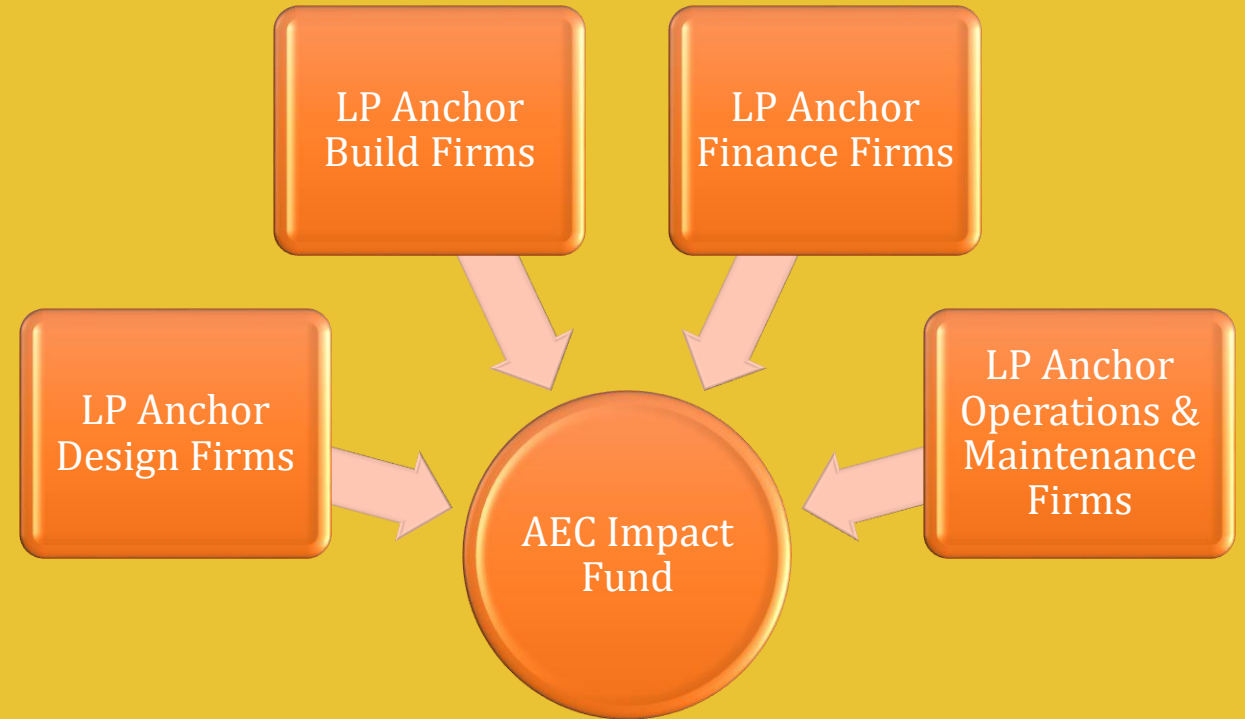 LP Anchor
Build Firms
LP Anchor
Finance Firms
LP Anchor
Design Firms
LP Anchor
Operations &
Maintenance
Firms
AEC Impact
Fund